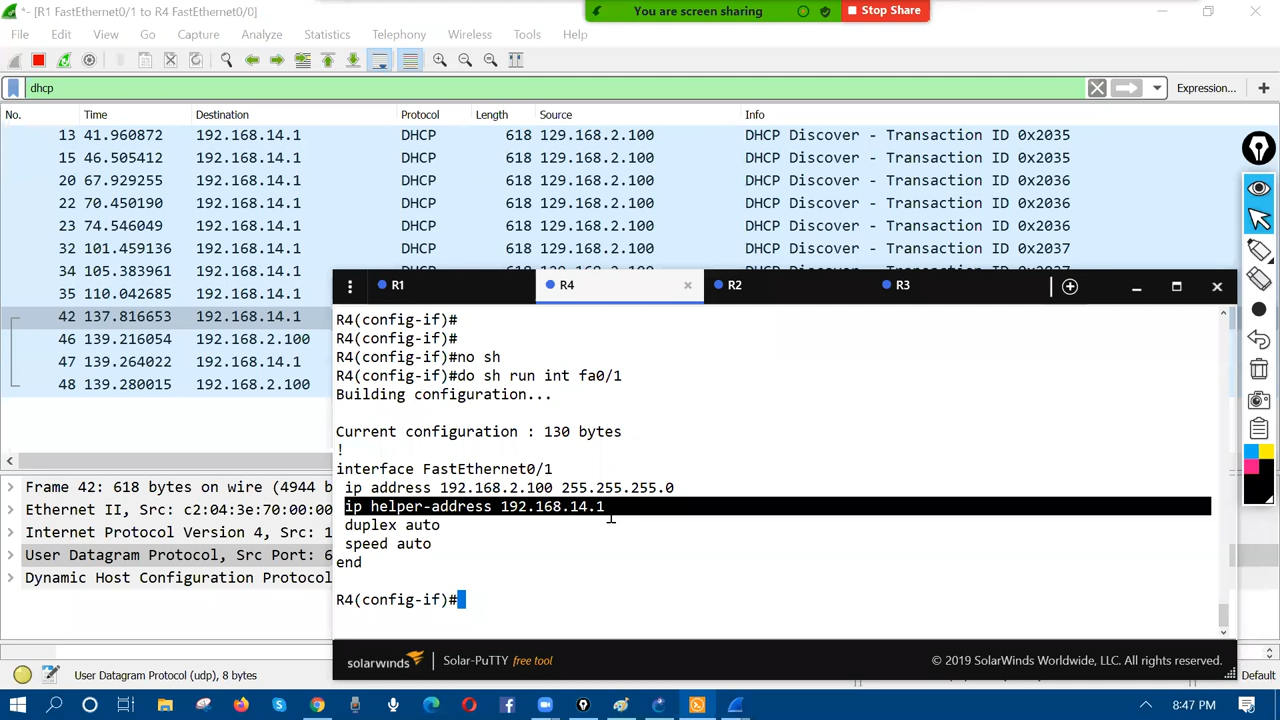 *- [R1 FastEthernet0/1 to R4 FastEthernet0/0]
You are screen sharing
Stop Share
File Edit View Go Capture Analyze Statistics Telephony Wireless Tools Help
dhcp
Expression...
No. Time Destination Protocol Length Source Info
13 41.960872 192.168.14.1 DHCP 618 129.168.2.100 DHCP Discover - Transaction ID 0x2035
15 46.505412 192.168.14.1 DHCP 618 129.168.2.100 DHCP Discover - Transaction ID 0x2035
20 67.929255 192.168.14.1 DHCP 618 129.168.2.100 DHCP Discover - Transaction ID 0x2036
22 70.450190 192.168.14.1 DHCP 618 129.168.2.100 DHCP Discover - Transaction ID 0x2036
23 74.546049 192.168.14.1 DHCP 618 129.168.2.100 DHCP Discover - Transaction ID 0x2036
32 101.459136 192.168.14.1 DHCP 618 129.168.2.100 DHCP Discover - Transaction ID 0x2037
34 105.383961 192.168.14.1
35 110.042685 192.168.14.1
42 137.816653 192.168.14.1
46 139.216054 192.168.2.100
47 139.264022 192.168.14.1
48 139.280015 192.168.2.100
R1 R4 R2 R3
R4(config-if)#
R4(config-if)#
R4(config-if)#no sh
R4(config-if)#do sh run int fa0/1
Building configuration...
Current configuration : 130 bytes
!
interface FastEthernet0/1
ip address 192.168.2.100 255.255.255.0
ip helper-address 192.168.14.1
duplex auto
speed auto
end
R4(config-if)#
Frame 42: 618 bytes on wire (4944 b
Ethernet II, Src: c2:04:3e:70:00:0
Internet Protocol Version 4, Src: 1
User Datagram Protocol, Src Port: 6
Dynamic Host Configuration Protocol
solarwinds Solar-PuTTY free tool
© 2019 SolarWinds Worldwide, LLC. All rights reserved.
User Datagram Protocol (udp), 8 bytes
Default
8:47 PM